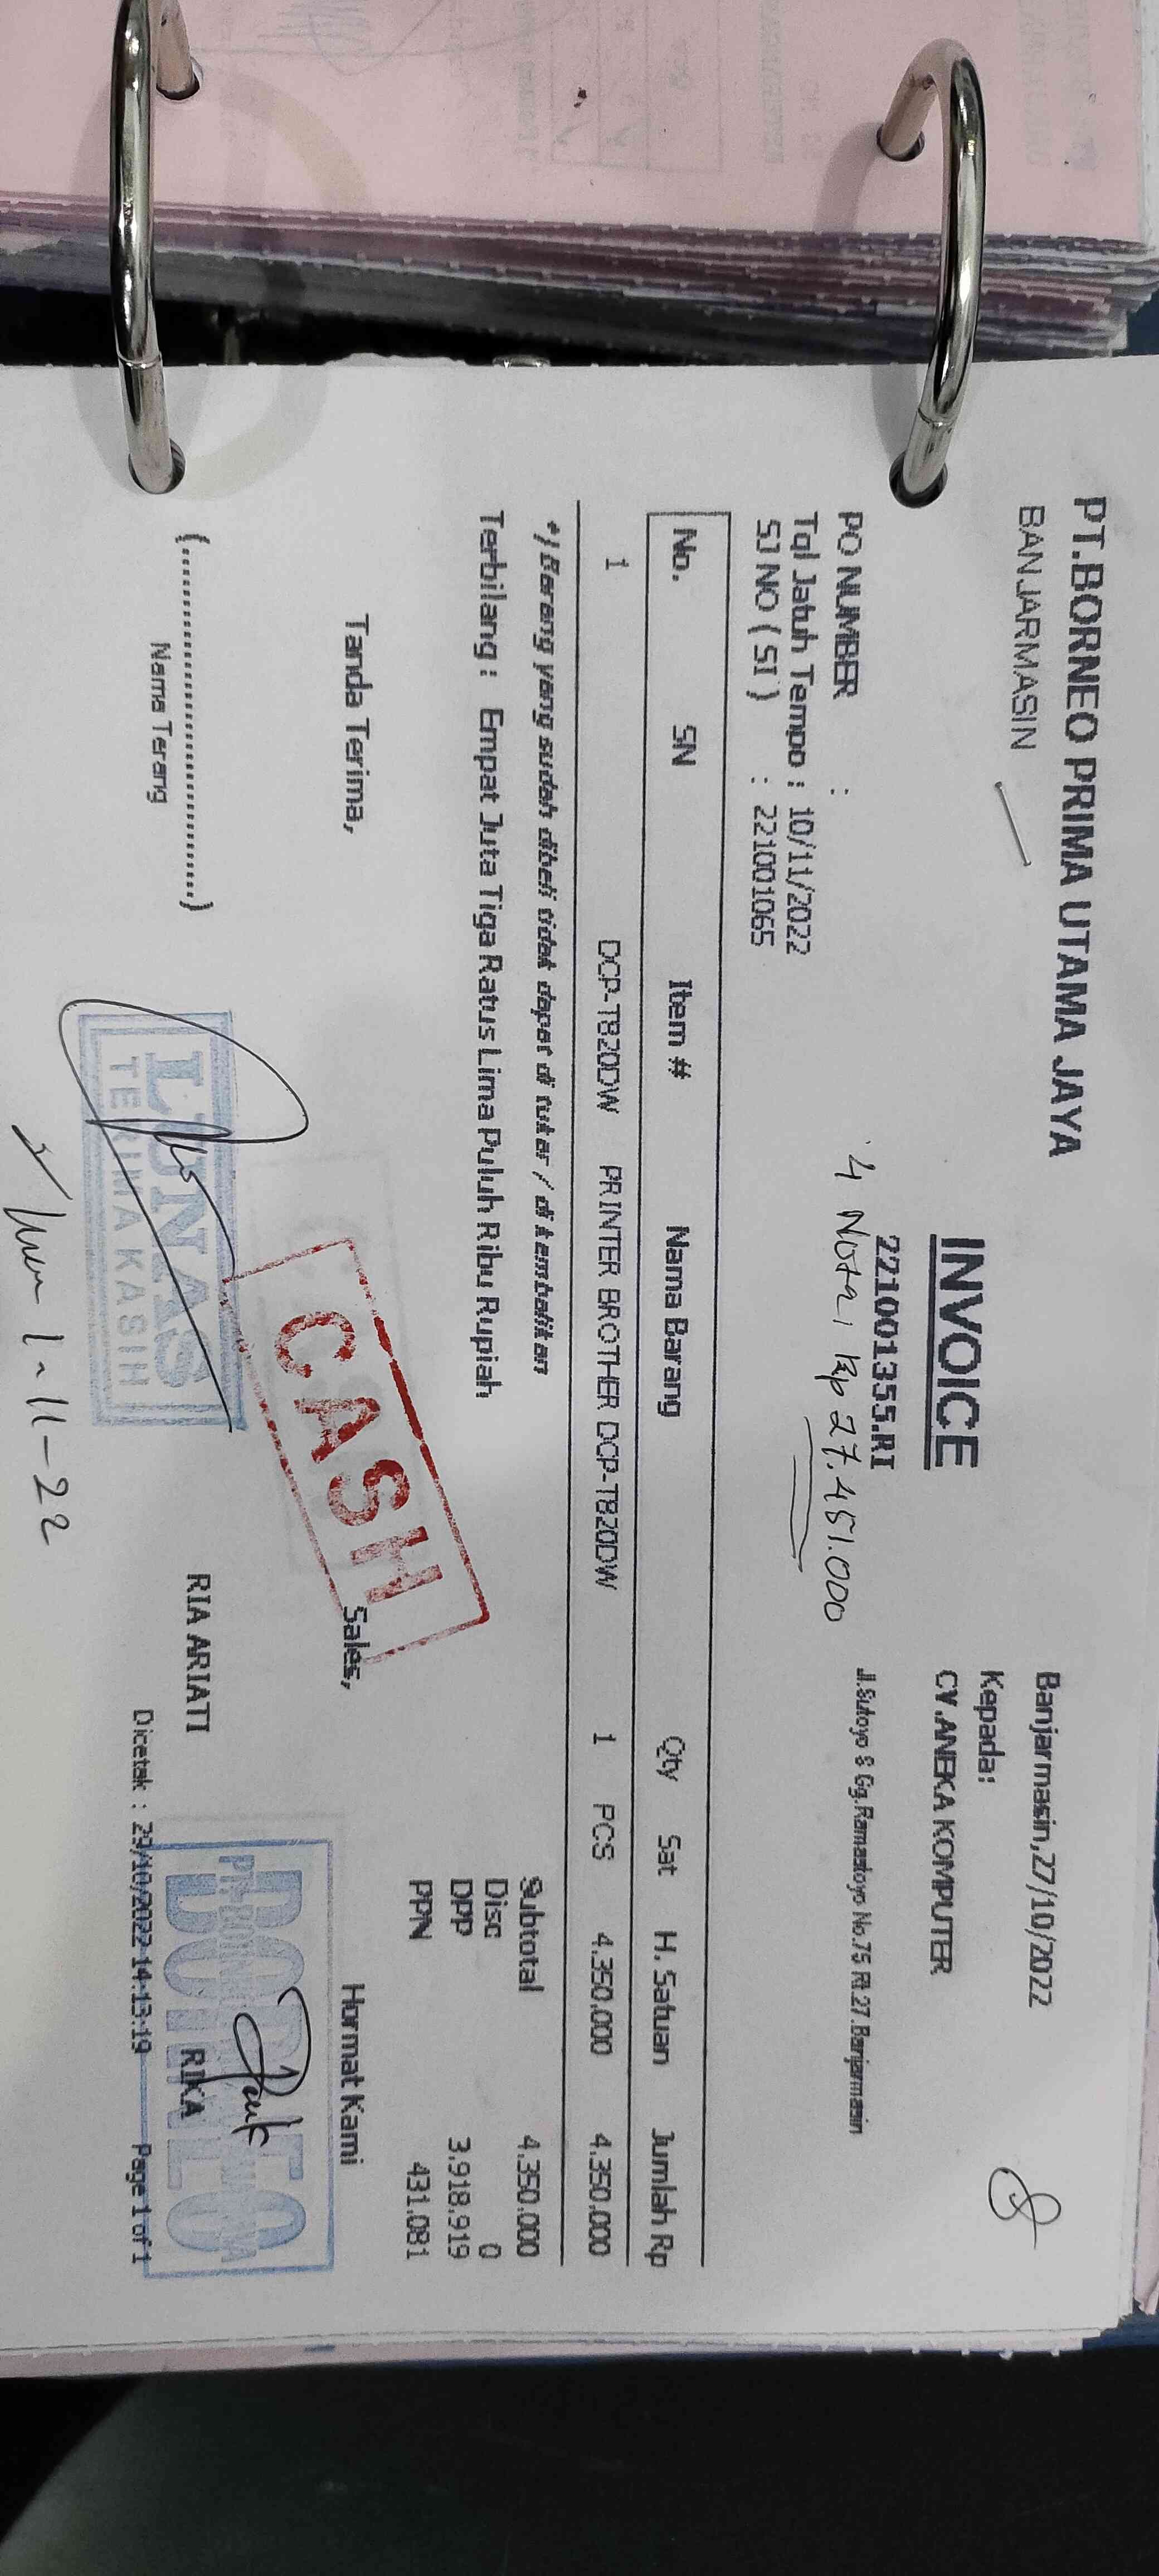 PT.BORNEO PRIMA UTAMA JAYA
BANJARMASIN
INVOICE
221001355.RI
Banjarmasin,27/10/2022
Kepada:
CV.ANEKA KOMPUTER
Jl.Sutoyo S Gg.Ramastoyo No.75 Rt.27.Banjarmasin
4 Nota, Rp 27.451.000
PO NUMBER :
Tgl Jatuh Tempo : 10/11/2022
SJ NO ( SI ) : 221001065
No. SN Item # Nama Barang Qty Sat H. Satuan Jumlah Rp
1 DCP-T820DW PRINTER BROTHER DCP-T820DW 1 PCS 4.350.000 4.350.000
*) Barang yang sudah dibeli tidak dapat di tukar / di kembalikan
Terbilang : Empat Juta Tiga Ratus Lima Puluh Ribu Rupiah
Subtotal 4.350.000
Disc 0
DPP 3.918.919
PPN 431.081
Tanda Terima,
Sales,
Hormat Kami
CASH
LUNAS
TERIMA KASIH
BORNEO
(....................................)
Nama Terang
RIA ARIATI
RIKA
Dicetak : 29/10/2022 14:13:19 Page 1 of 1
1-11-22